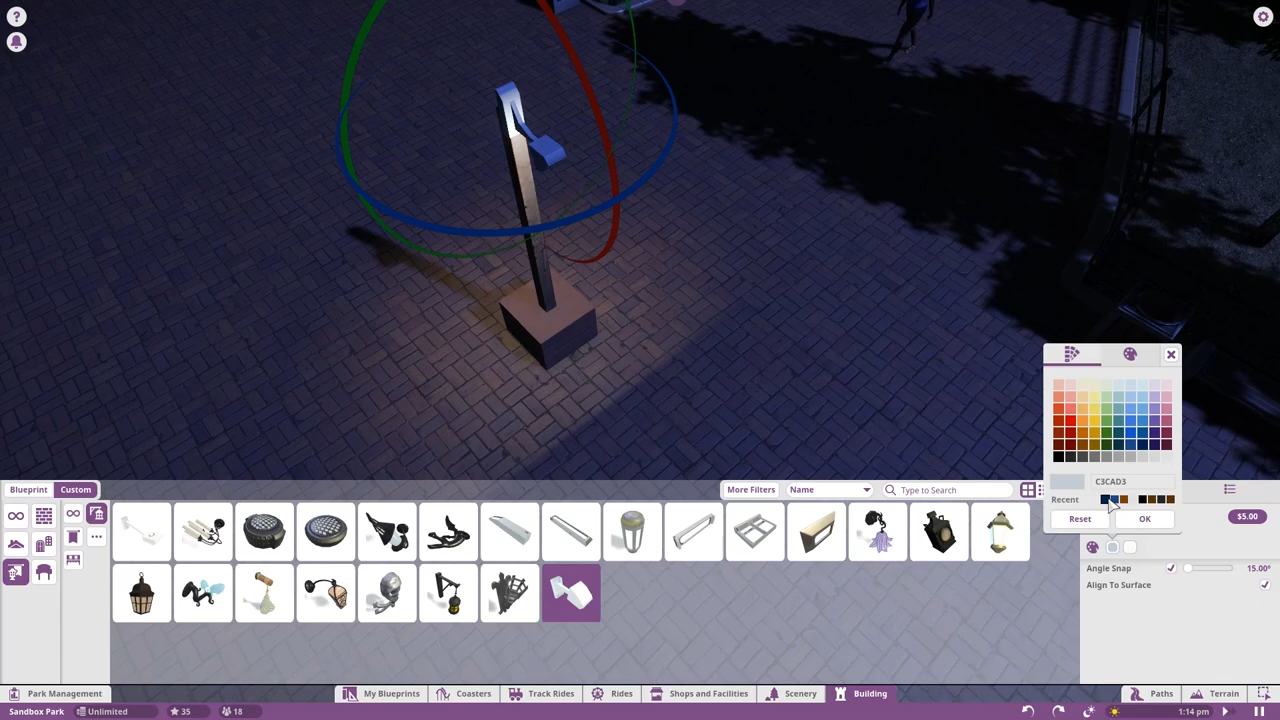 ?
C3CAD3
Recent
Reset
OK
Blueprint
Custom
More Filters
Name
Type to Search
$5.00
Angle Snap
15.00°
Align To Surface
Park Management
My Blueprints
Coasters
Track Rides
Rides
Shops and Facilities
Scenery
Building
Paths
Terrain
Sandbox Park
Unlimited
35
18
1:14 pm